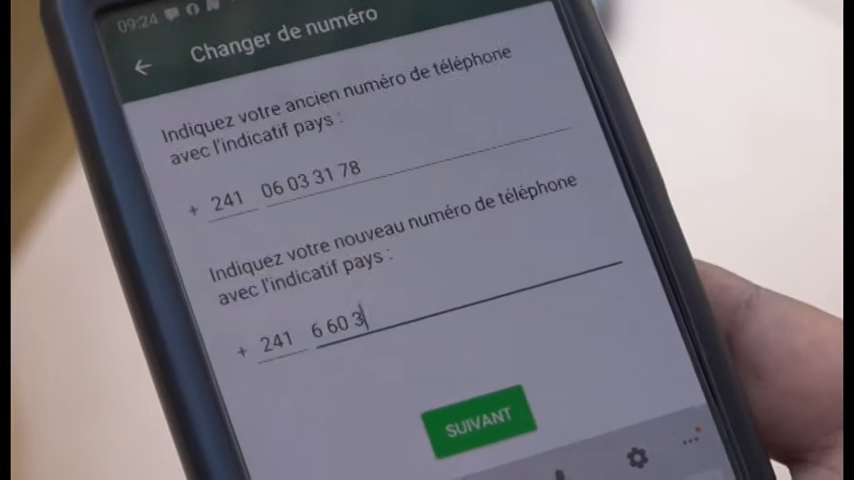 09:24
Changer de numéro
Indiquez votre ancien numéro de téléphone
avec l'indicatif pays :
+ 241 06 03 31 78
Indiquez votre nouveau numéro de téléphone
avec l'indicatif pays :
+ 241 6 60 3
SUIVANT